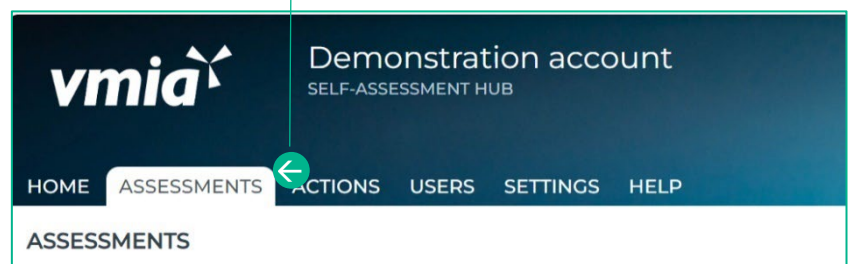 vmia
Demonstration account
SELF-ASSESSMENT HUB
HOME ASSESSMENTS ACTIONS USERS SETTINGS HELP
ASSESSMENTS